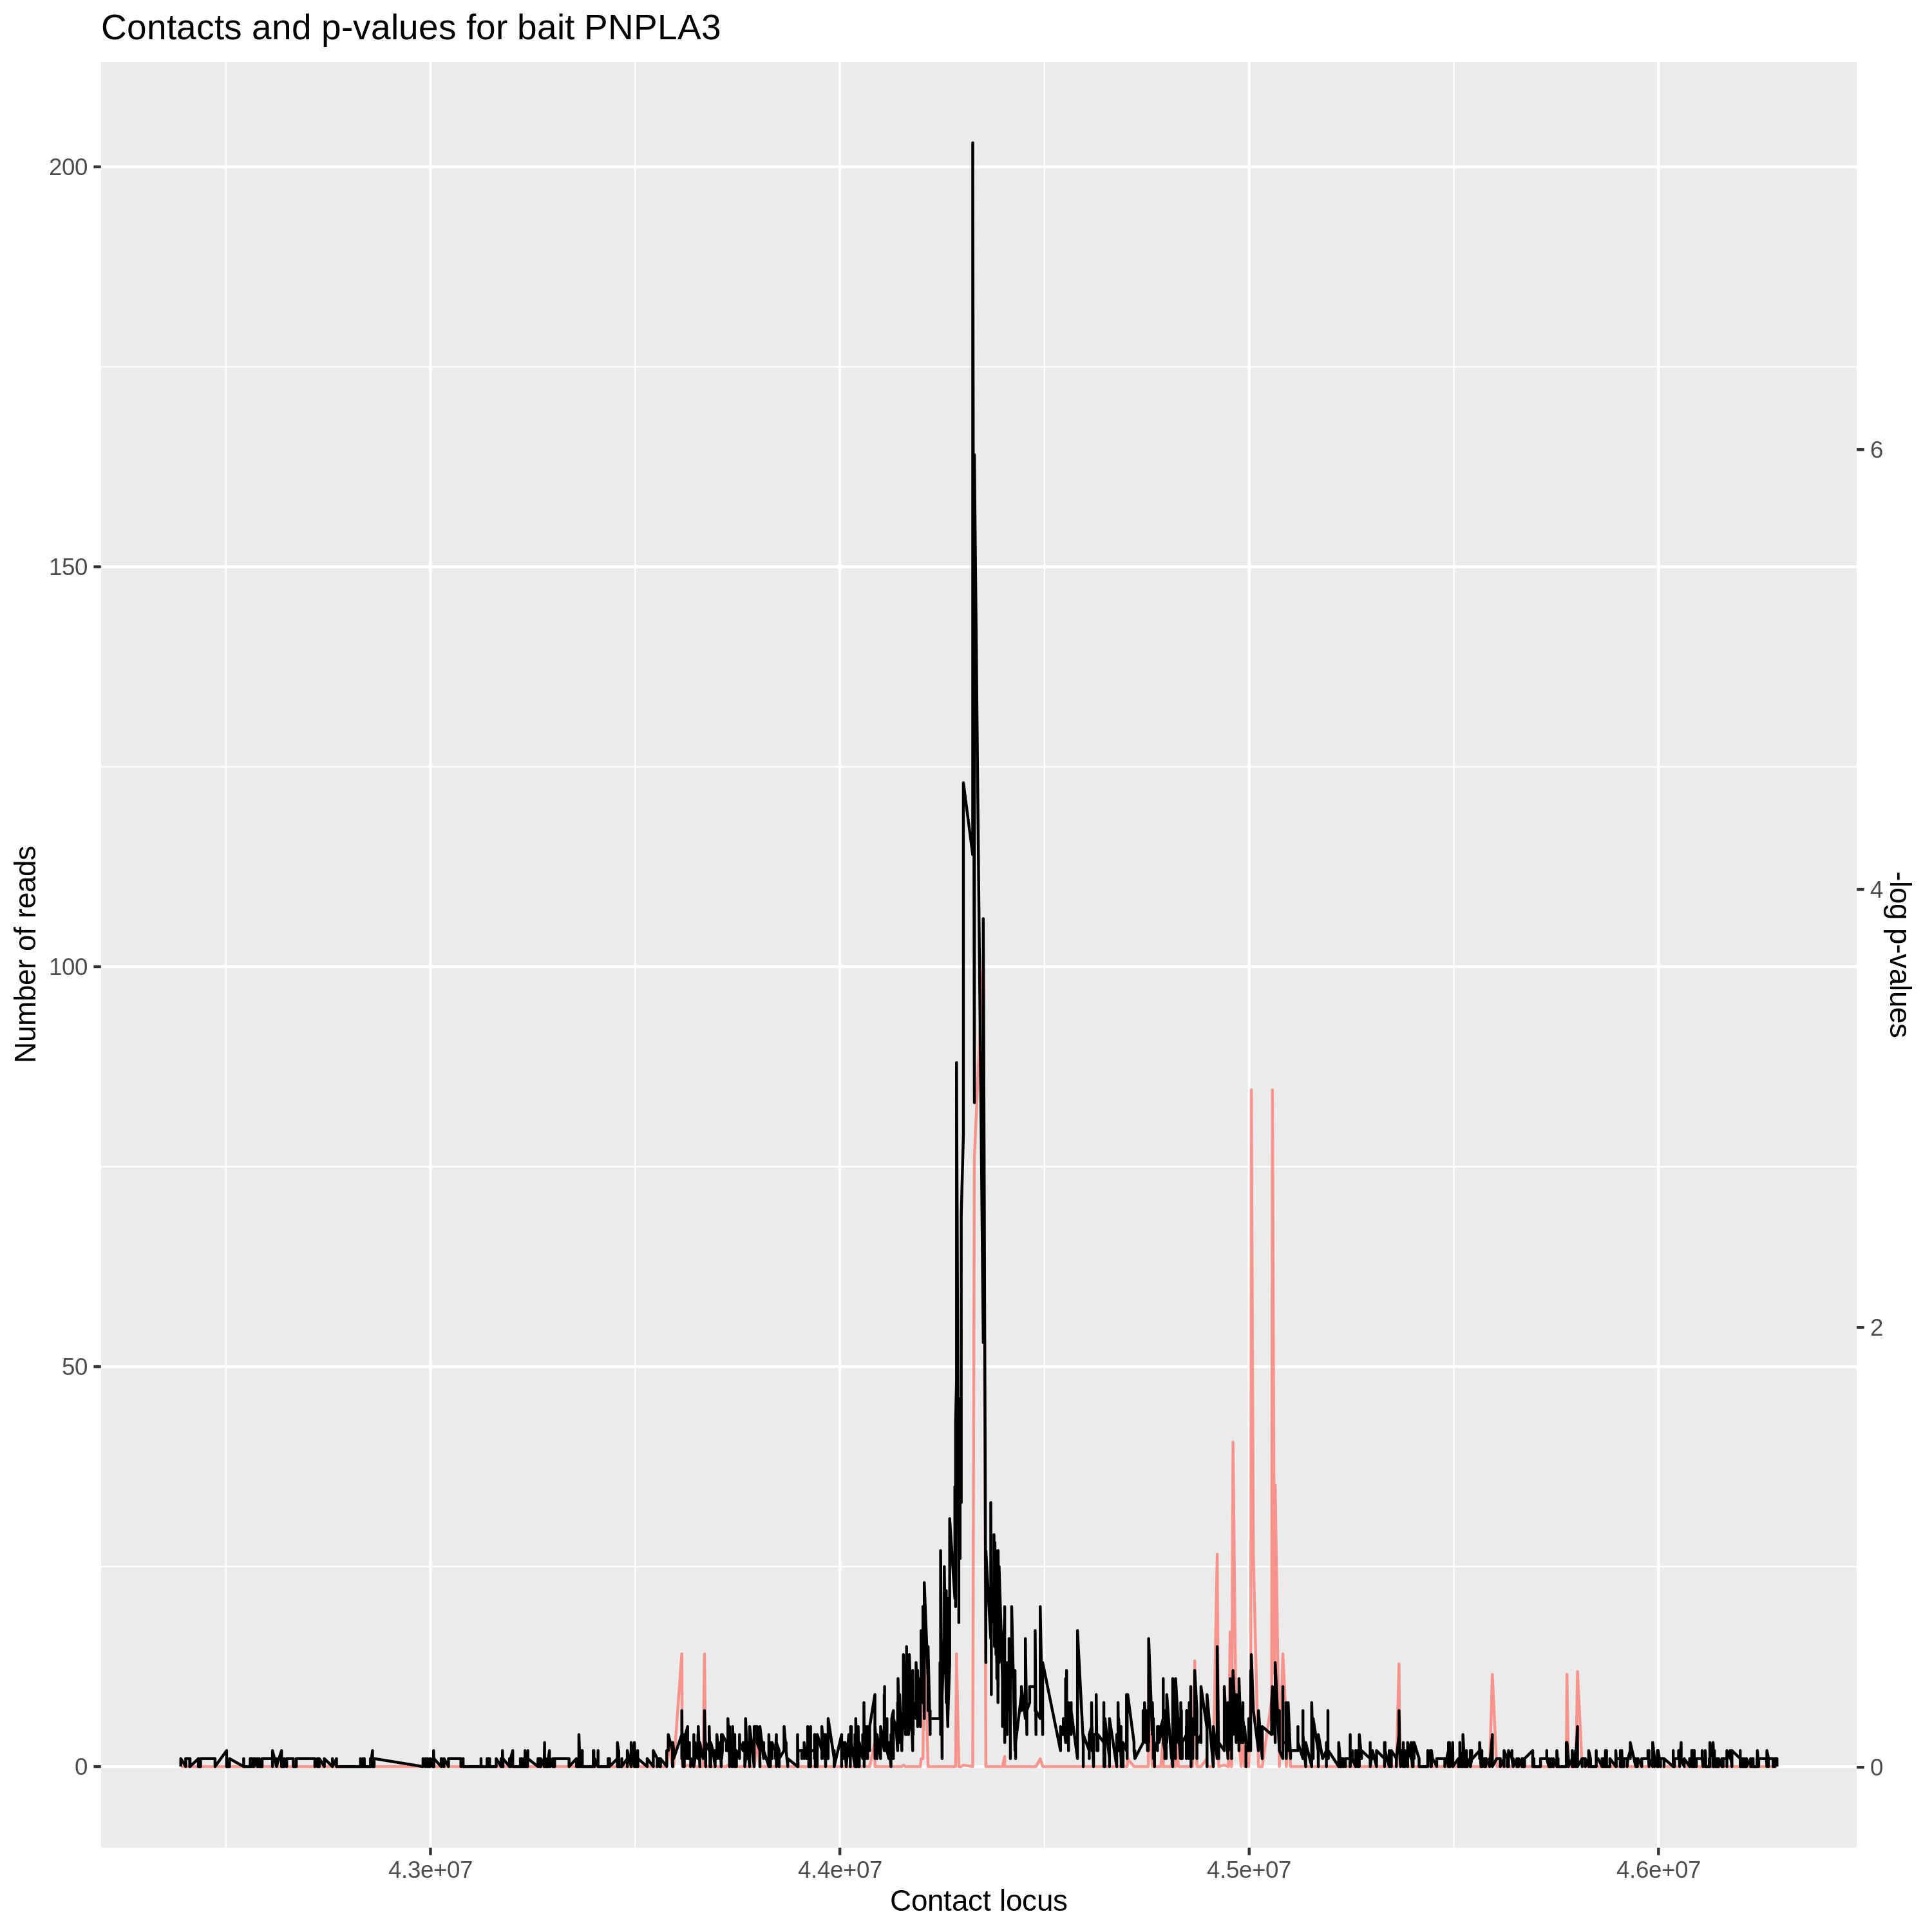 Contacts and p-values for bait PNPLA3
200
150
100
50
0
Number of reads
6
4
2
0
-log p-values
4.3e+07 4.4e+07 4.5e+07 4.6e+07
Contact locus